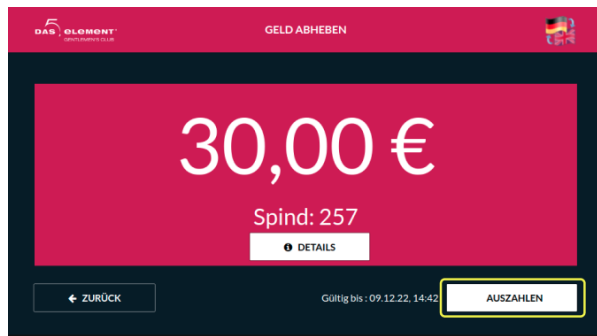 DAS 5 ELEMENT
GENTLEMEN'S CLUB
GELD ABHEBEN
30,00 €
Spind: 257
DETAILS
ZURÜCK
Gültig bis : 09.12.22, 14:42
AUSZAHLEN